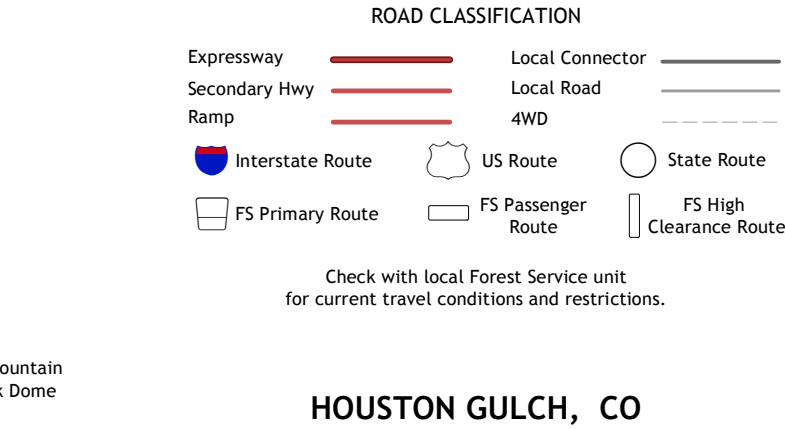 ROAD CLASSIFICATION
Expressway
Local Connector
Secondary Hwy
Local Road
Ramp
4WD
Interstate Route
US Route
State Route
FS Primary Route
FS Passenger
Route
FS High
Clearance Route
Check with local Forest Service unit
for current travel conditions and restrictions.
ountain
Dome
HOUSTON GULCH, CO